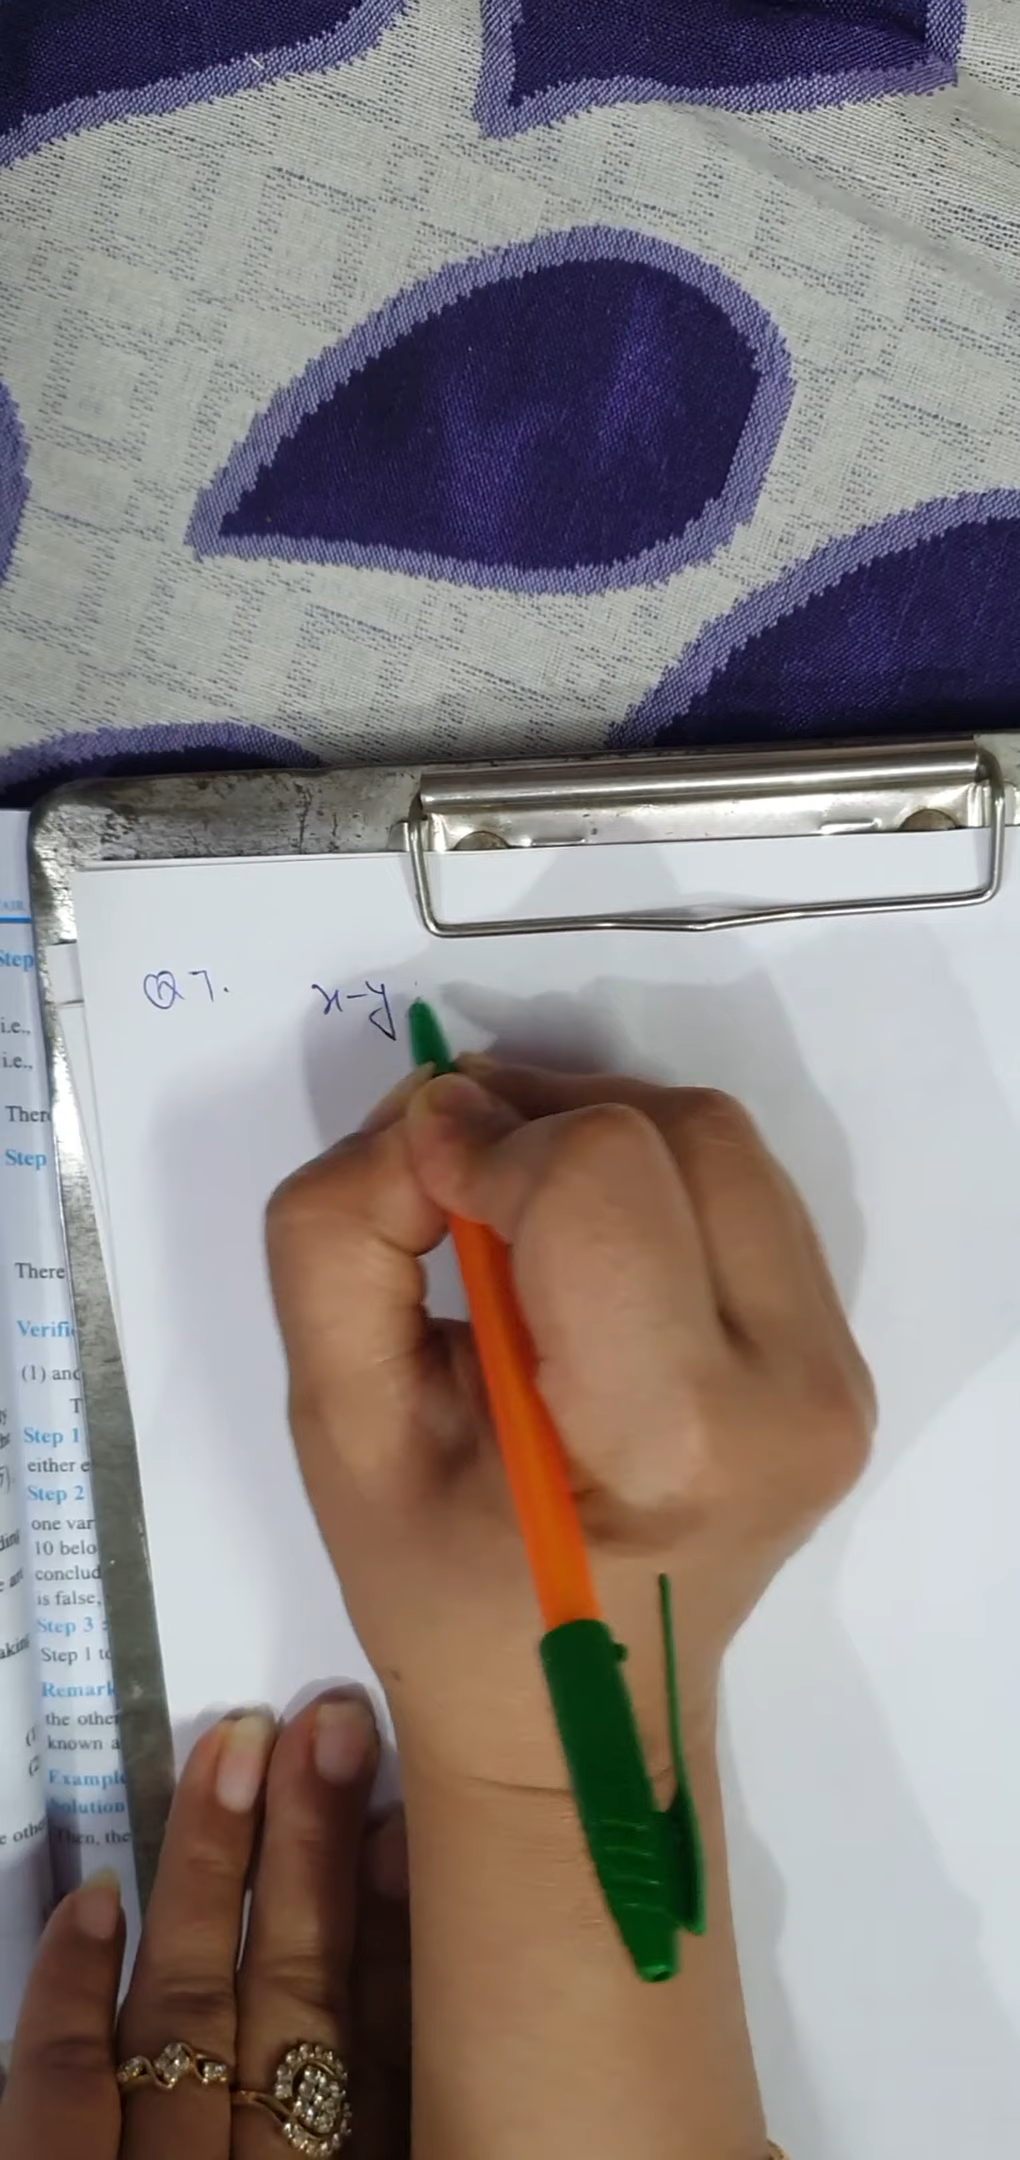 Q7. x-y
Step
i.e.,
i.e.,
There
Step
There
Verifi
(1) and
T
Step 1
either e
Step 2
one var
10 belo
conclud
is false,
Step 3
Step 1 to
Remark
the other
known a
Example
Solution
Then, the